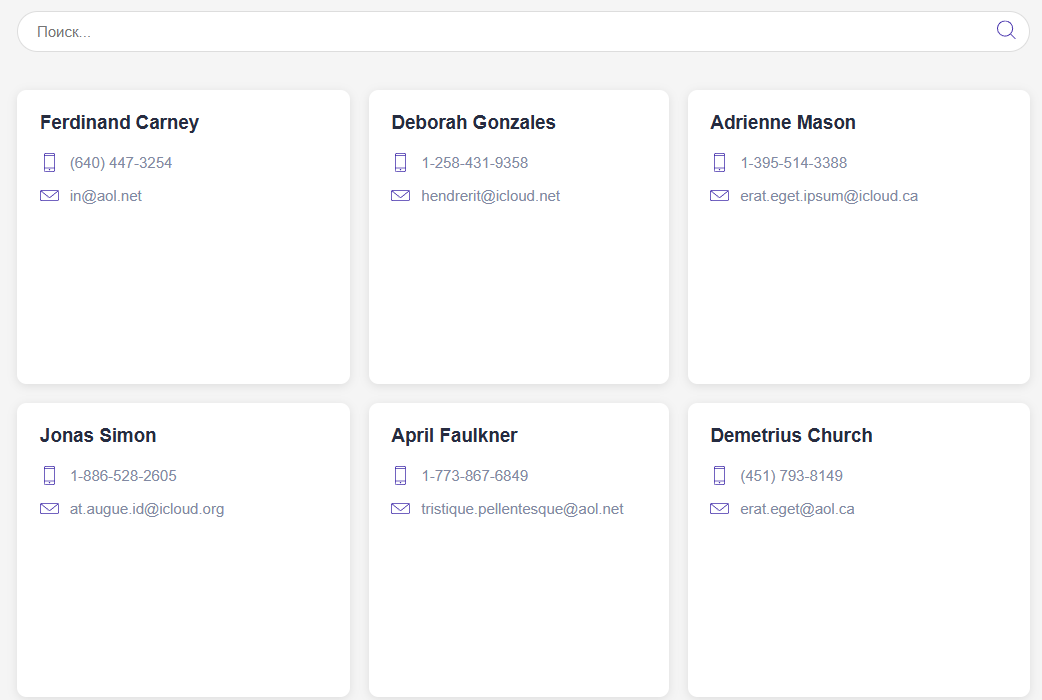 Поиск...
Ferdinand Carney
(640) 447-3254
in@aol.net
Deborah Gonzales
1-258-431-9358
hendrerit@icloud.net
Adrienne Mason
1-395-514-3388
erat.eget.ipsum@icloud.ca
Jonas Simon
1-886-528-2605
at.augue.id@icloud.org
April Faulkner
1-773-867-6849
tristique.pellentesque@aol.net
Demetrius Church
(451) 793-8149
erat.eget@aol.ca